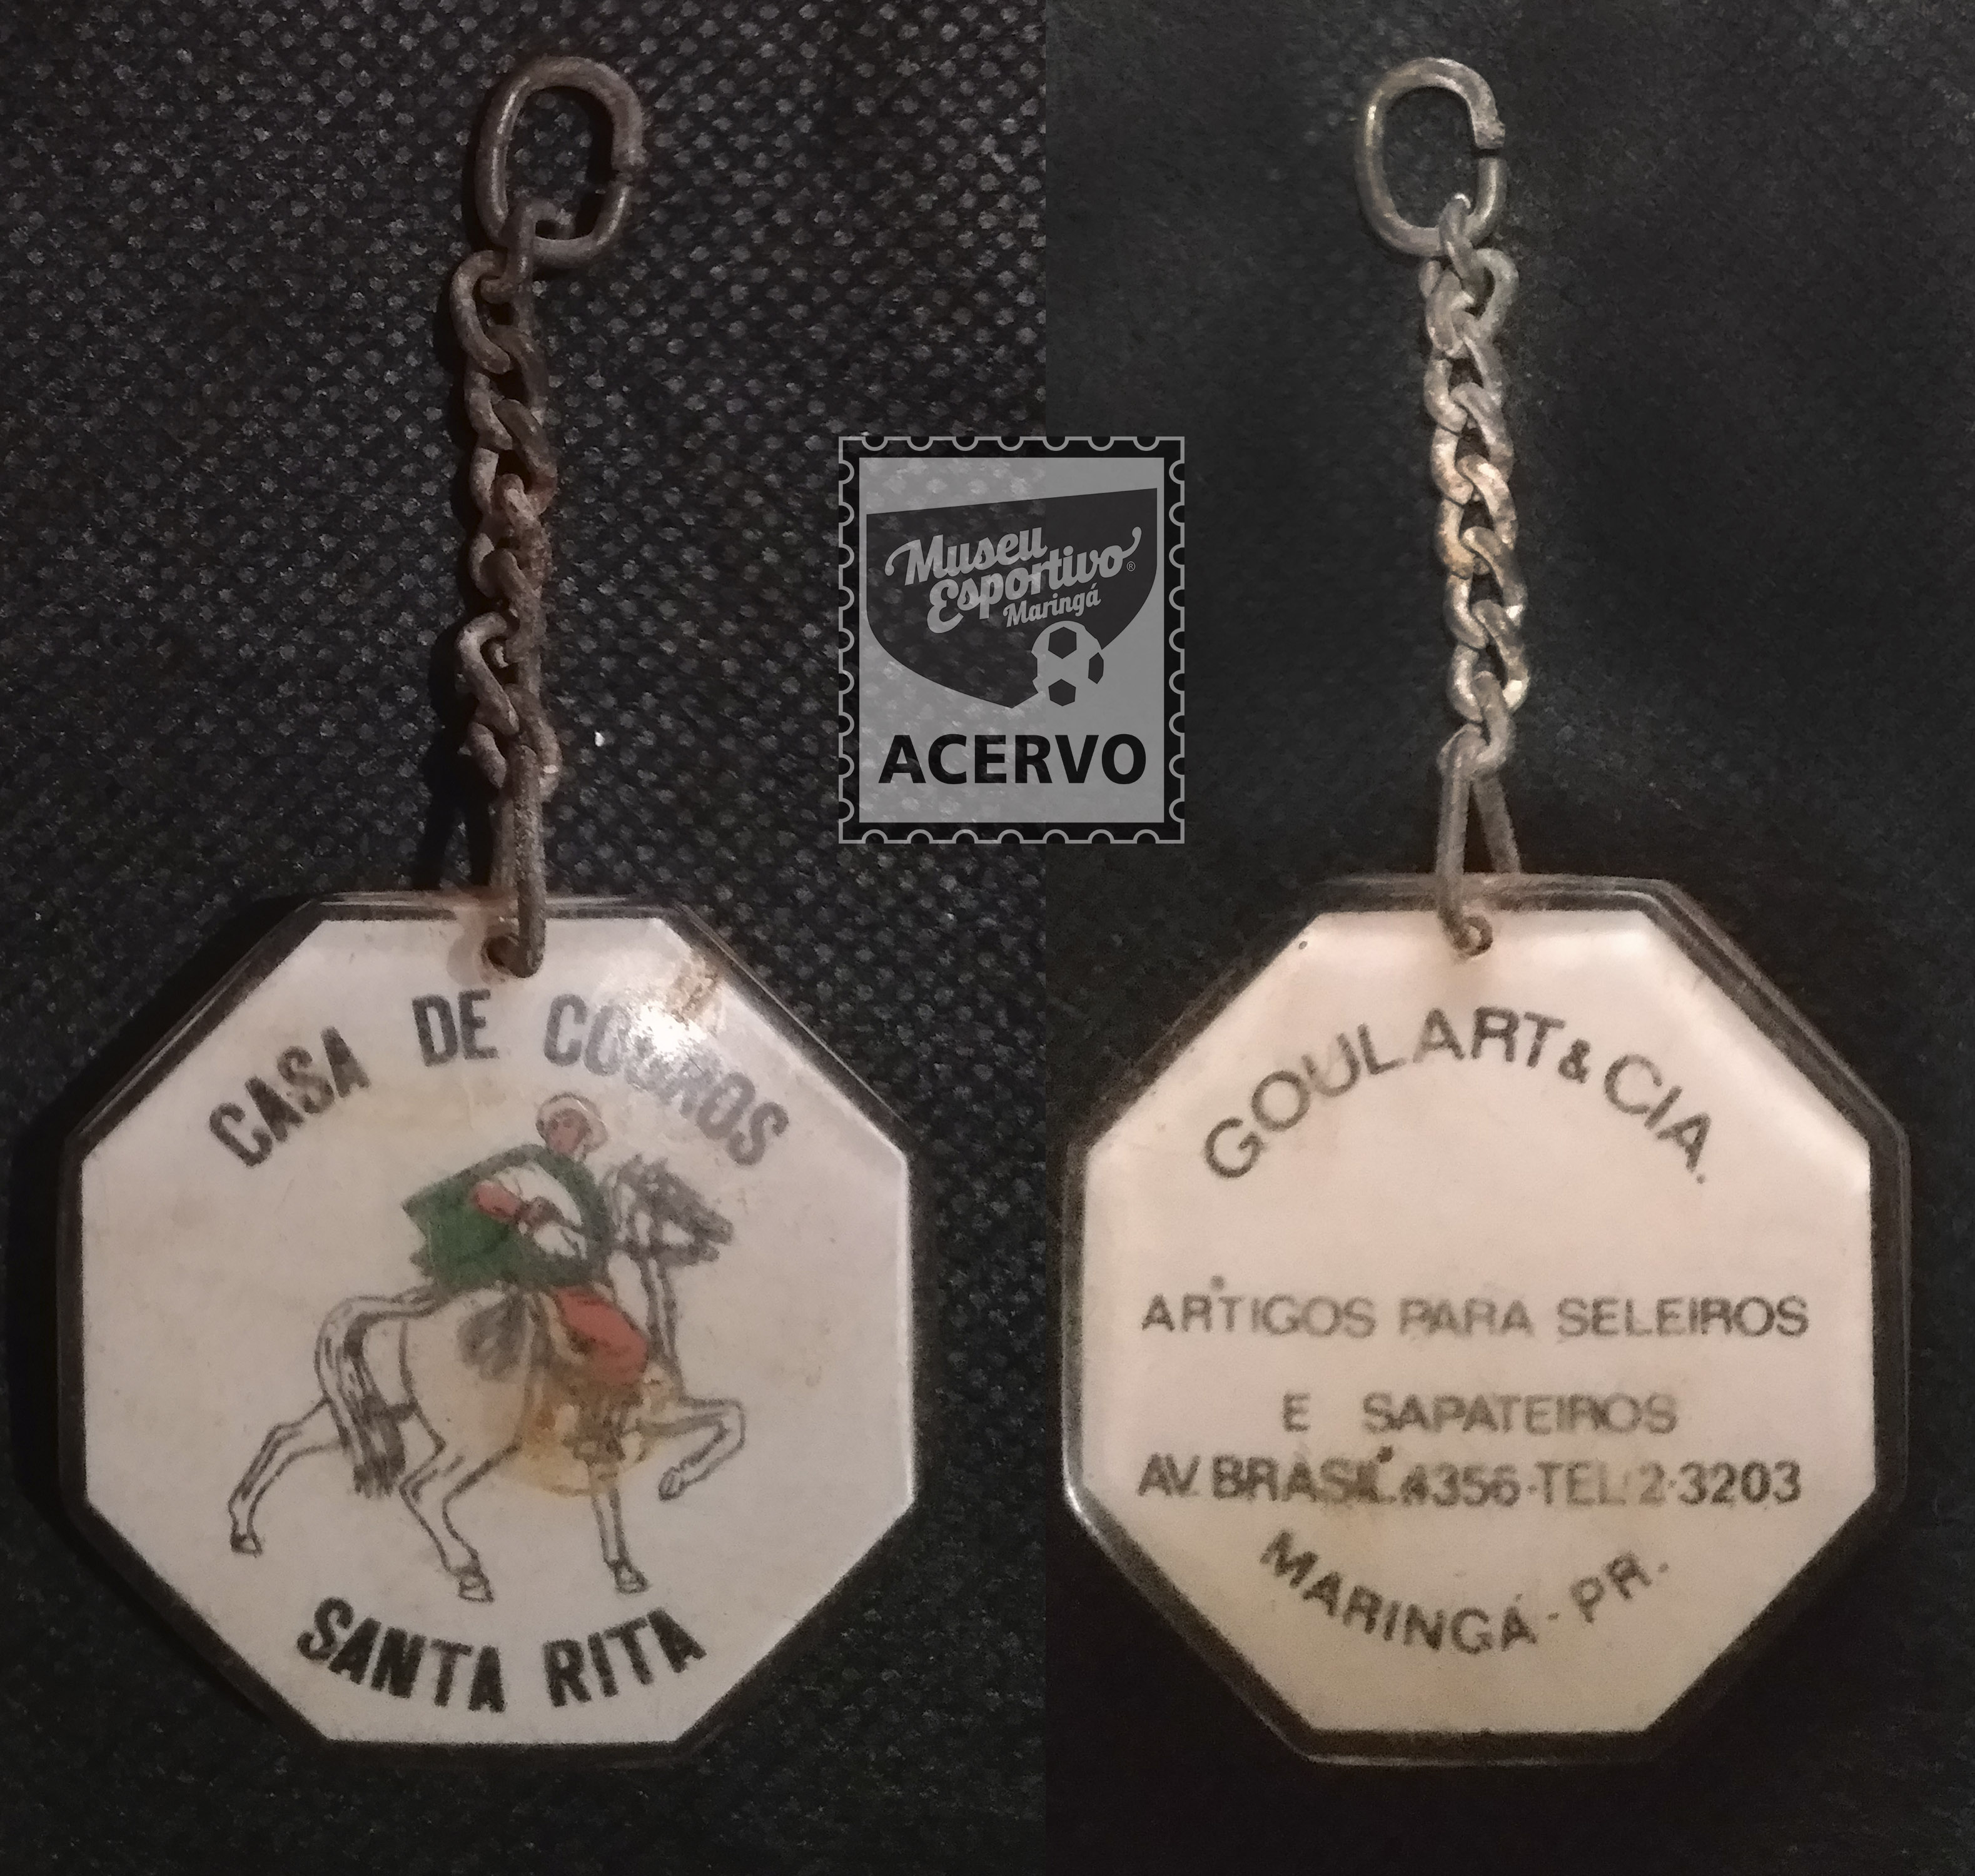 CASA DE COUROS
SANTA RITA
Museu
Esportivo®
Maringá
ACERVO
GOULART & CIA.
ARTIGOS PARA SELEIROS
E SAPATEIROS
AV. BRASIL. 4356 - TEL: 2-3203
MARINGÁ - PR.